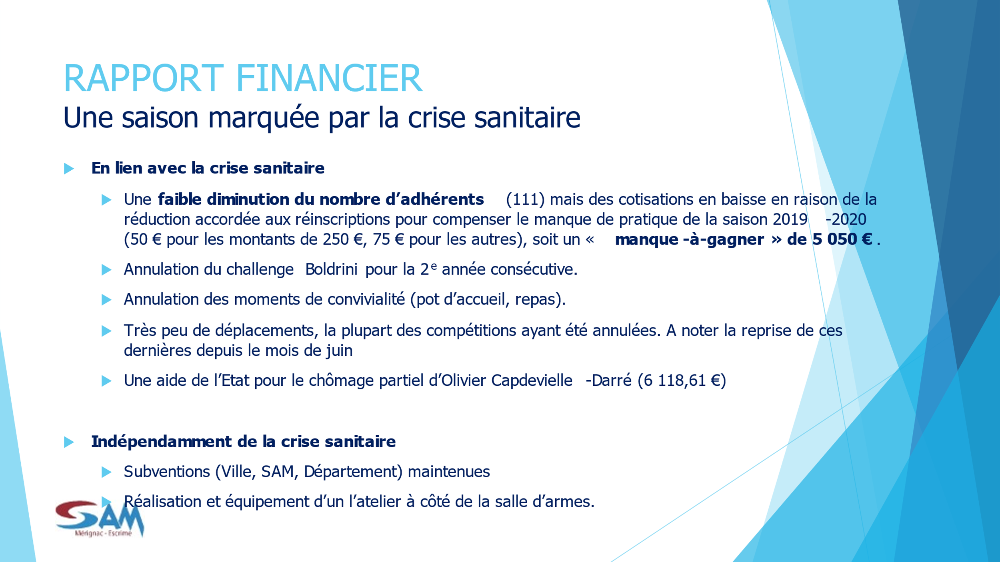 RAPPORT FINANCIER
Une saison marquée par la crise sanitaire
En lien avec la crise sanitaire
Une faible diminution du nombre d’adhérents (111) mais des cotisations en baisse en raison de la
réduction accordée aux réinscriptions pour compenser le manque de pratique de la saison 2019 -2020
(50 € pour les montants de 250 €, 75 € pour les autres), soit un « manque -à-gagner » de 5 050 € .
Annulation du challenge Boldrini pour la 2e année consécutive.
Annulation des moments de convivialité (pot d’accueil, repas).
Très peu de déplacements, la plupart des compétitions ayant été annulées. A noter la reprise de ces
dernières depuis le mois de juin
Une aide de l’Etat pour le chômage partiel d’Olivier Capdevielle -Darré (6 118,61 €)
Indépendamment de la crise sanitaire
Subventions (Ville, SAM, Département) maintenues
Réalisation et équipement d’un l’atelier à côté de la salle d’armes.
SAM
Mérignac - Escrime